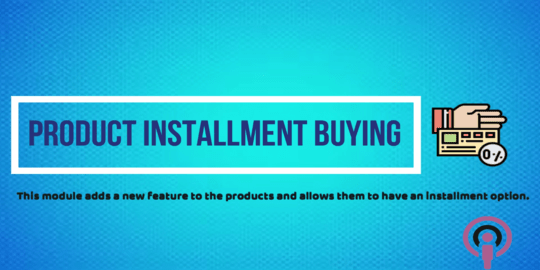 PRODUCT INSTALLMENT BUYING
0%
This module adds a new feature to the products and allows them to have an installment option.